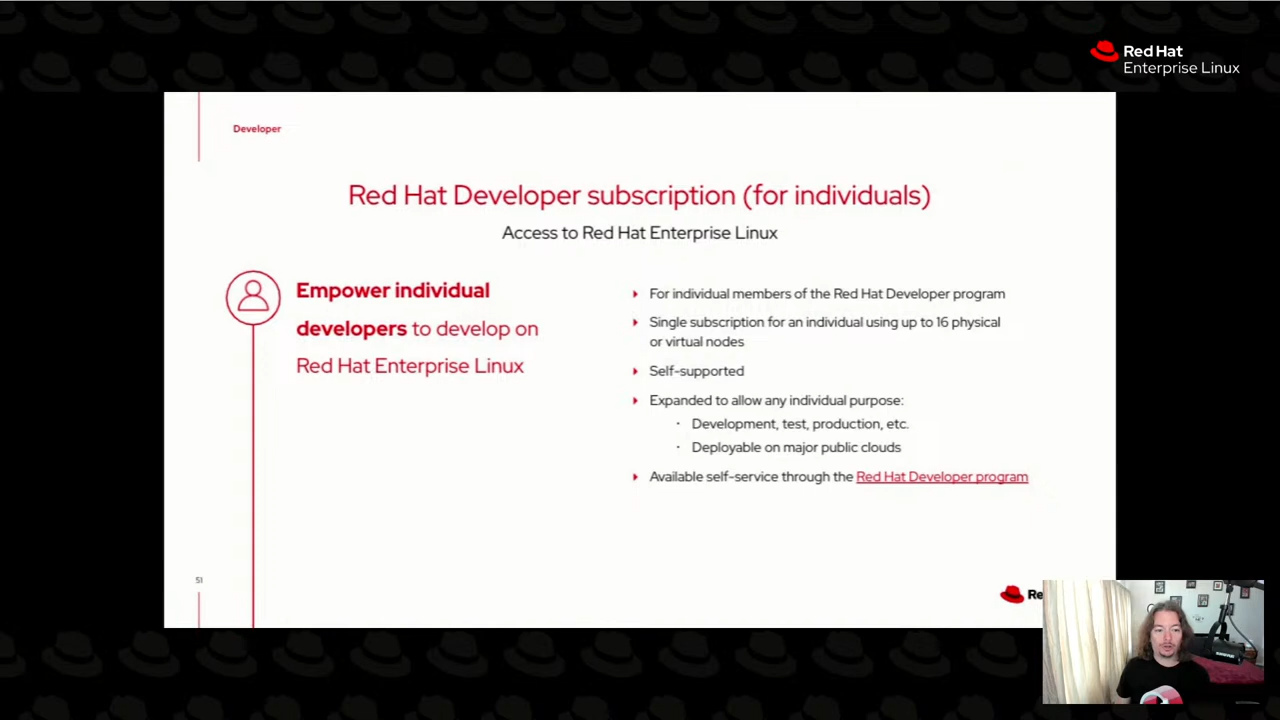 Red Hat
Enterprise Linux
Developer
Red Hat Developer subscription (for individuals)
Access to Red Hat Enterprise Linux
Empower individual
developers to develop on
Red Hat Enterprise Linux
For individual members of the Red Hat Developer program
Single subscription for an individual using up to 16 physical
or virtual nodes
Self-supported
Expanded to allow any individual purpose:
Development, test, production, etc.
Deployable on major public clouds
Available self-service through the Red Hat Developer program
51
Re